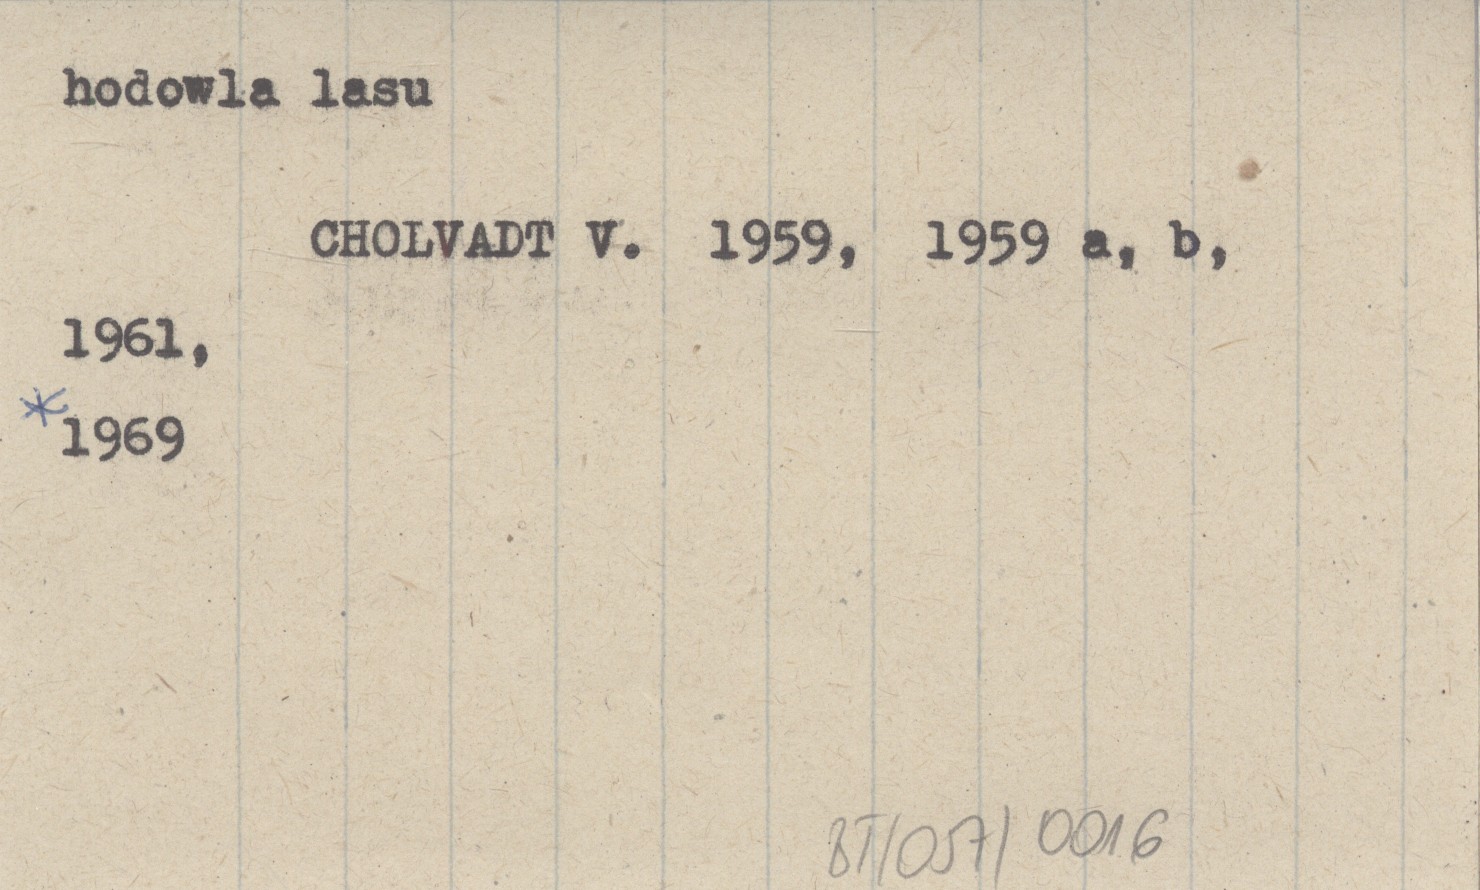 hodowla lasu
CHOLVADT V. 1959, 1959 a, b,
1961,
*1969
BT/057/0016